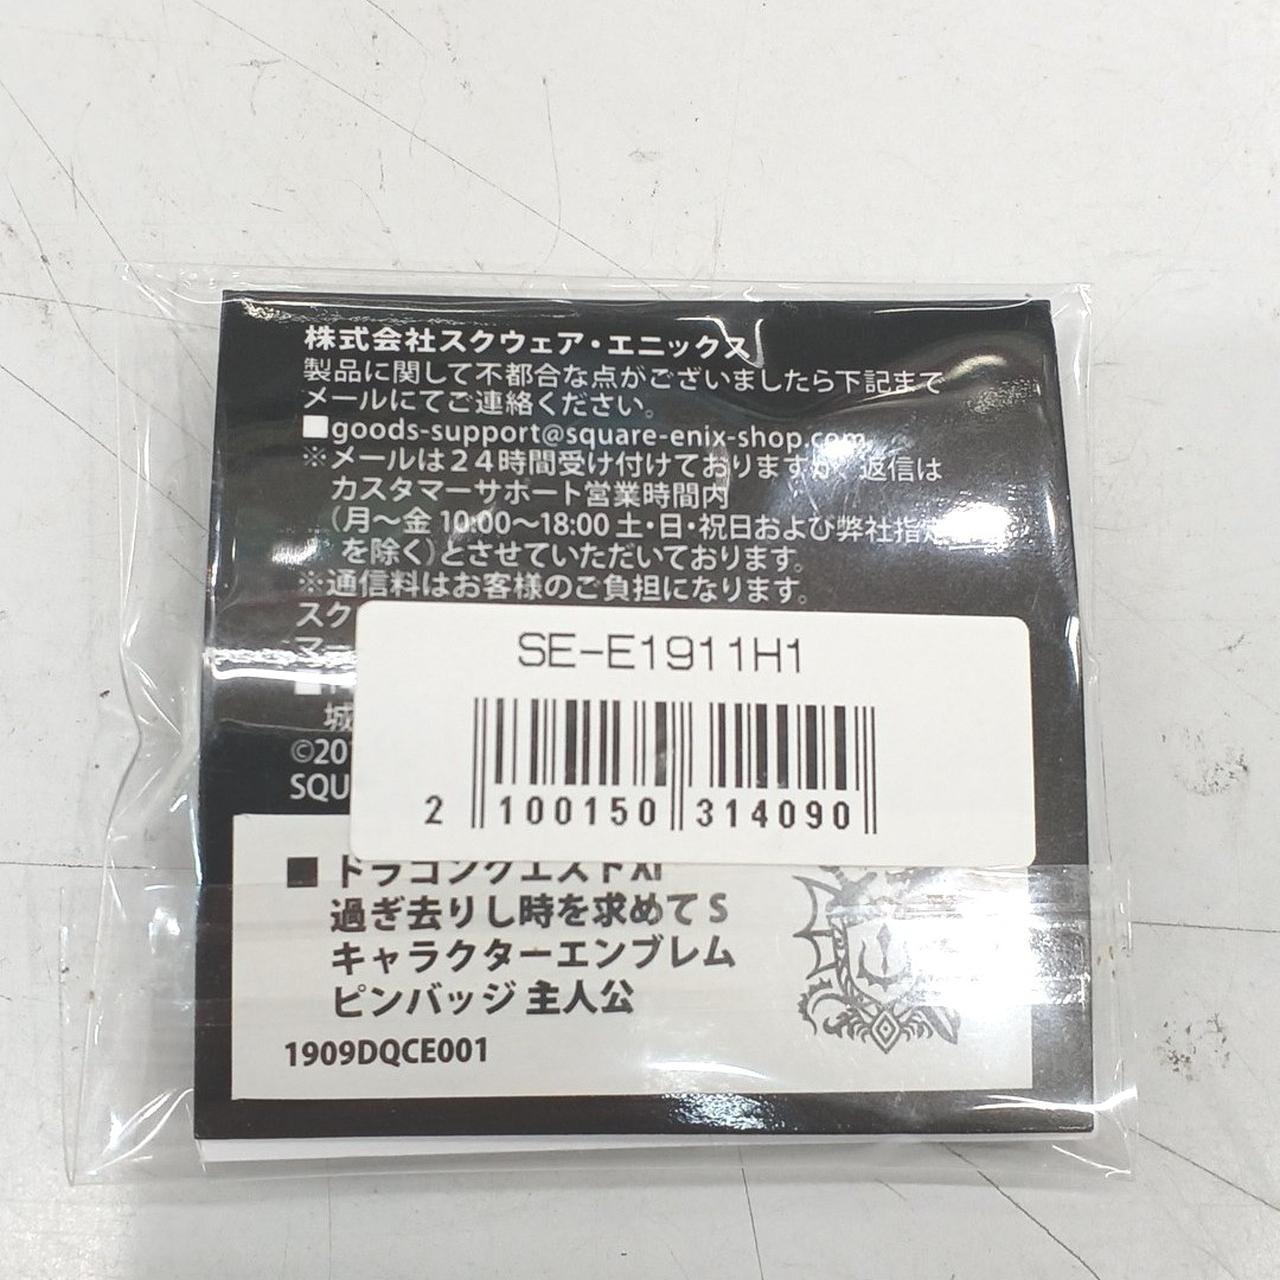 株式会社スクウェア・エニックス
製品に関して不都合な点がございましたら下記まで
メールにてご連絡ください。
■goods-support@square-enix-shop.com
※メールは24時間受け付けておりますが 返信は
カスタマーサポート営業時間内
（月〜金 10:00〜18:00 土・日・祝日および弊社指定
を除く）とさせていただいております。
※通信料はお客様のご負担になります。
スク
マー
城
©201
SQU
SE-E1911H1
2 100150 314090
■ドラゴンクエストXI
過ぎ去りし時を求めて S
キャラクターエンブレム
ピンバッジ 主人公
1909DQCE001